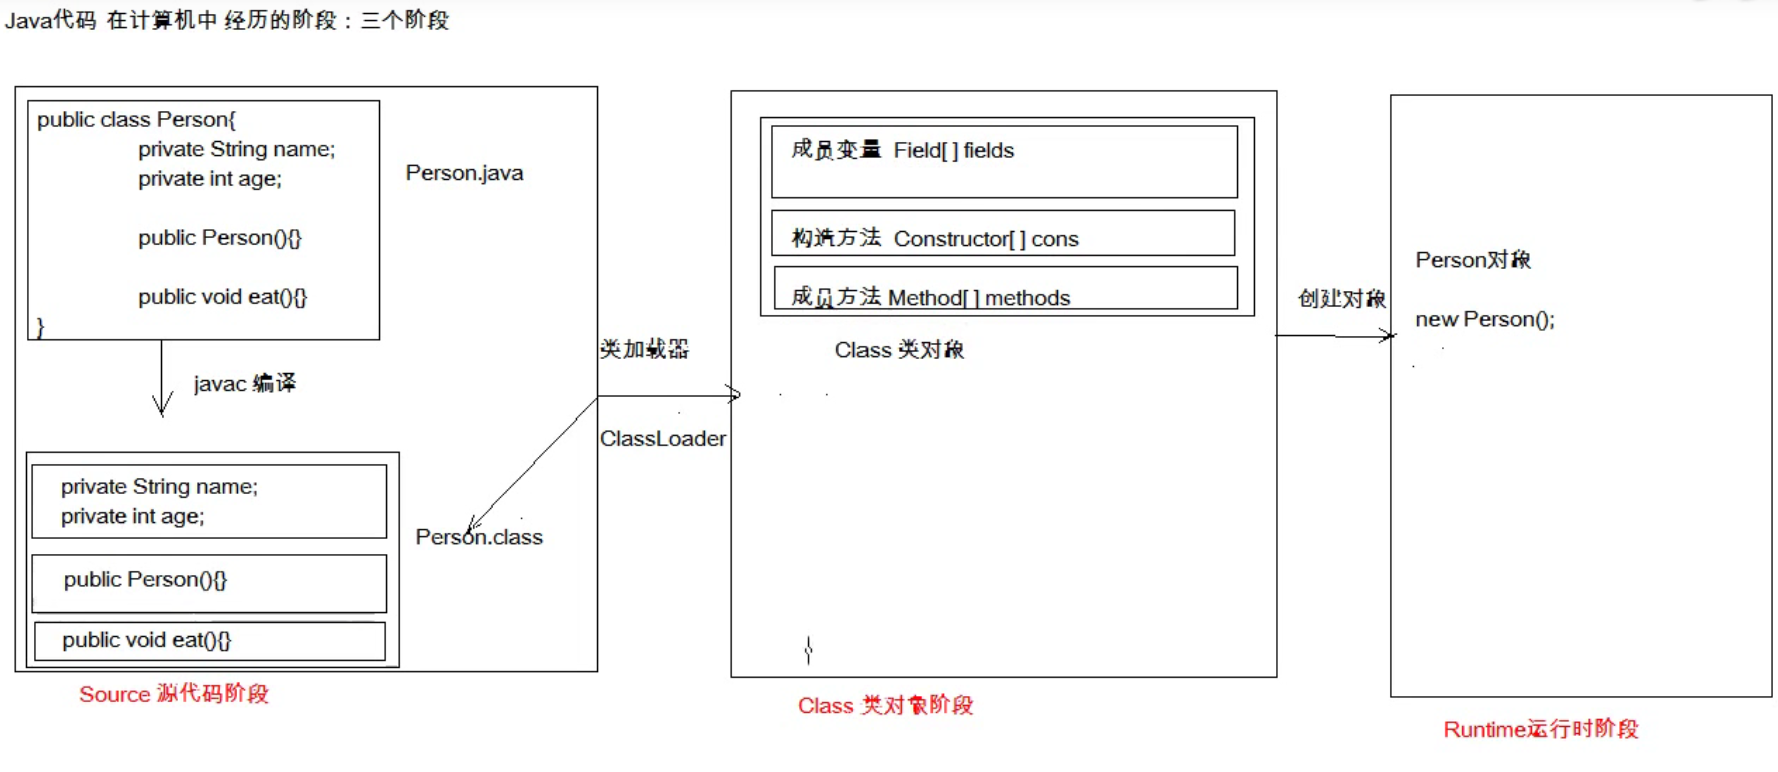 Java代码 在计算机中 经历的阶段：三个阶段
public class Person{
private String name;
private int age;
public Person(){}
public void eat(){}
}
Person.java
javac 编译
private String name;
private int age;
public Person(){}
public void eat(){}
Person.class
Source 源代码阶段
类加载器
ClassLoader
成员变量 Field[ ] fields
构造方法 Constructor[ ] cons
成员方法 Method[ ] methods
Class 类对象
Class 类对象阶段
创建对象
Person对象
new Person();
Runtime运行时阶段